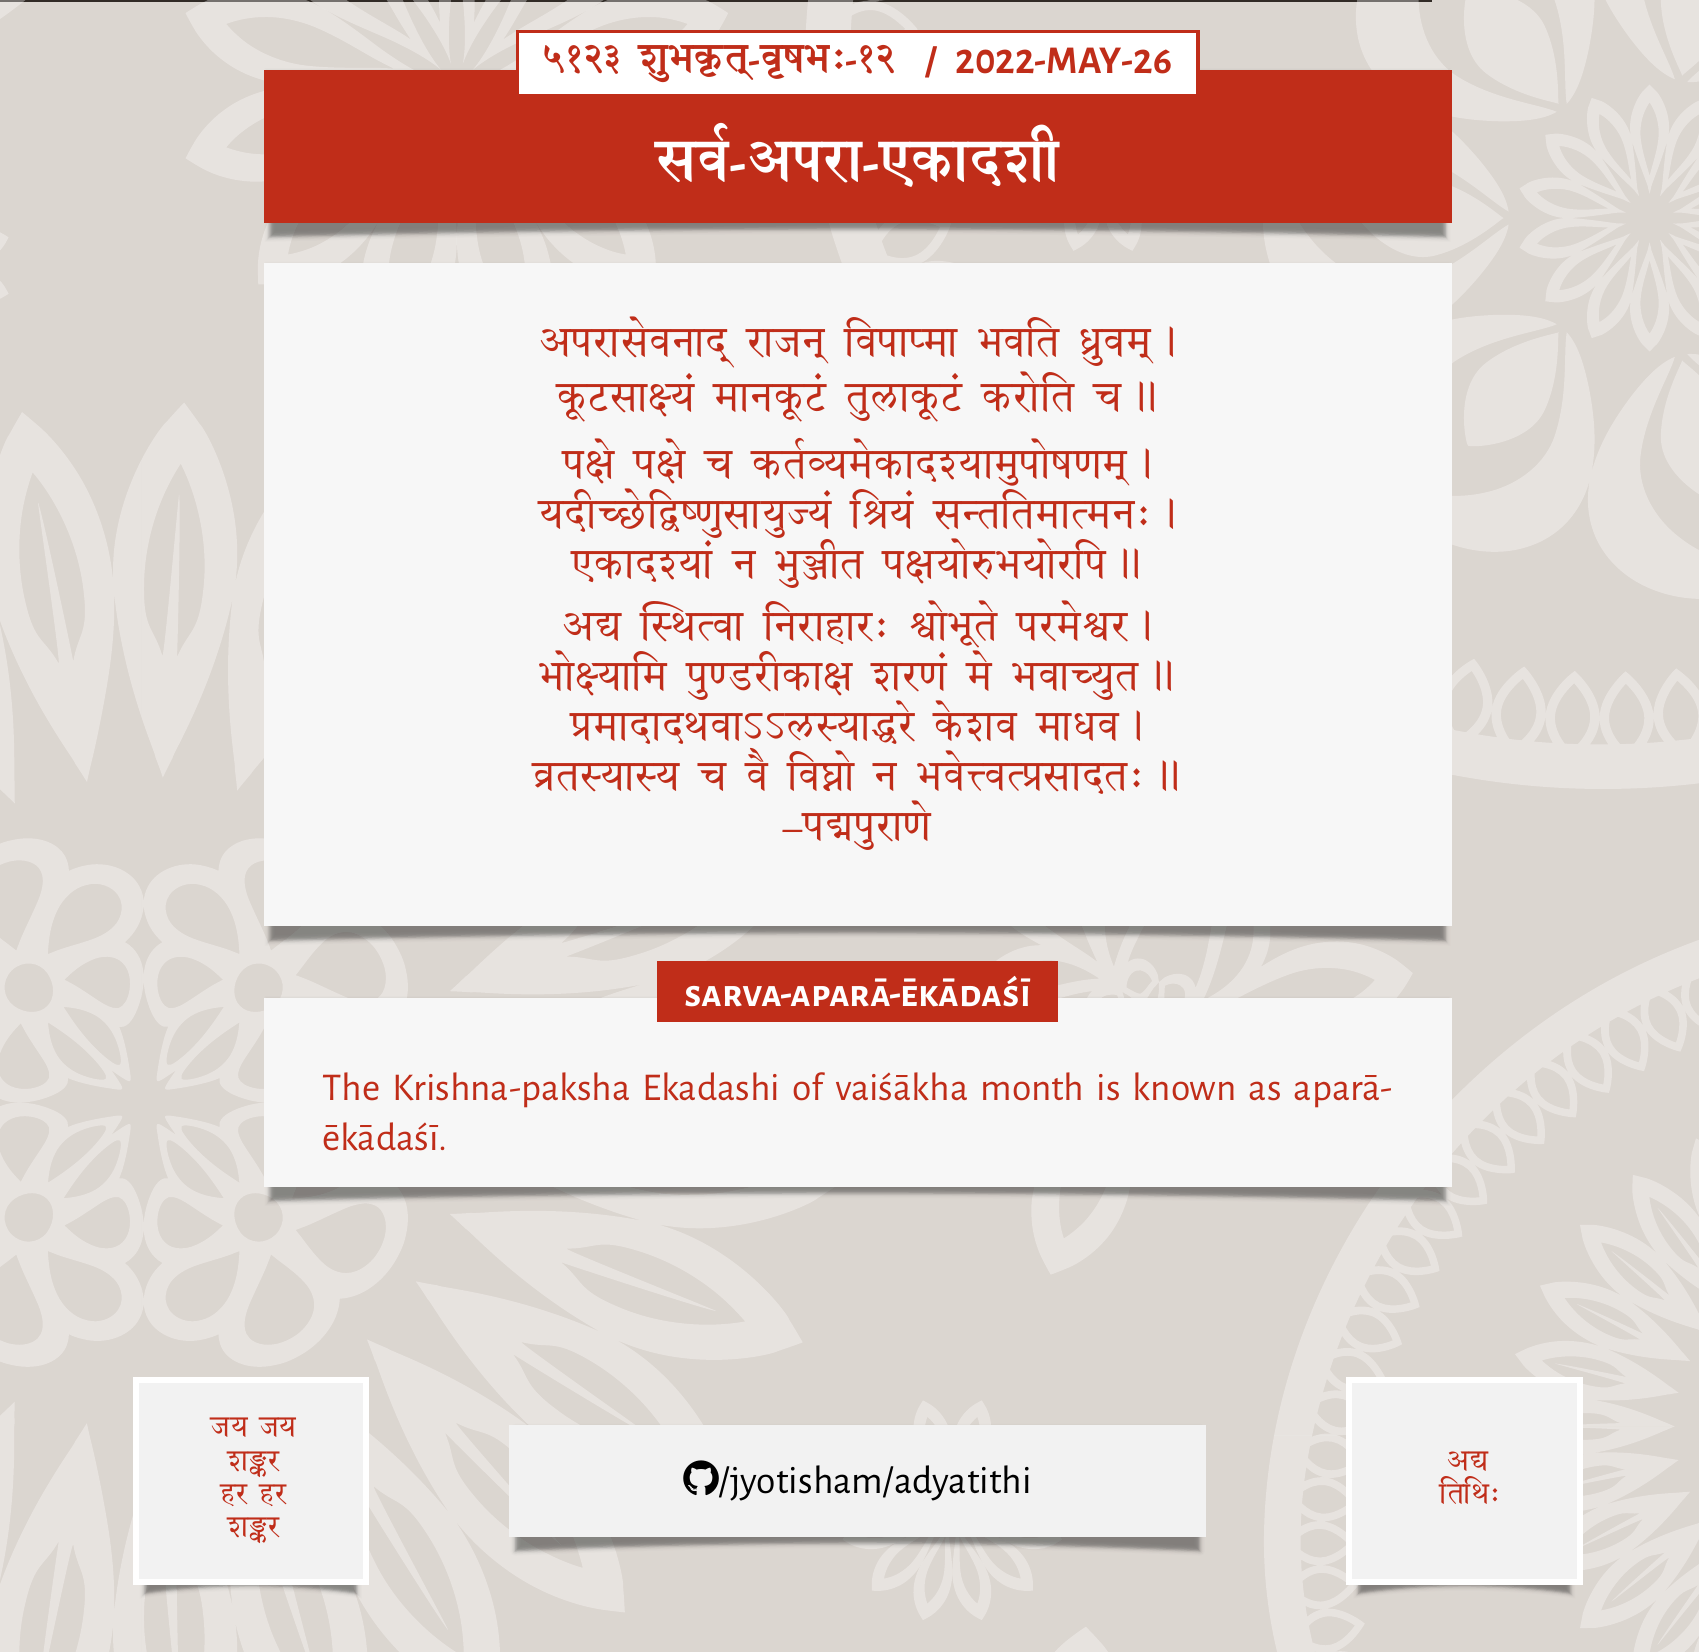 ५१२३ शुभकृत्-वृषभः-१२ / 2022-MAY-26
सर्व-अपरा-एकादशी
अपरासेवनाद् राजन् विपाप्मा भवति ध्रुवम् ।
कूटसाक्ष्यं मानकूटं तुलाकूटं करोति च ॥
पक्षे पक्षे च कर्तव्यमेकादश्यामुपोषणम् ।
यदीच्छेद्विष्णुसायुज्यं श्रियं सन्ततिमात्मनः ।
एकादश्यां न भुञ्जीत पक्षयोरुभयोरपि ॥
अद्य स्थित्वा निराहारः श्वोभूते परमेश्वर ।
भोक्ष्यामि पुण्डरीकाक्ष शरणं मे भवाच्युत ॥
प्रमादादथवाऽऽलस्याद्धरे केशव माधव ।
व्रतस्यास्य च वै विघ्नो न भवेत्त्वत्प्रसादतः ॥
–पद्मपुराणे
SARVA-APARĀ-ĒKĀDAŚĪ
The Krishna-paksha Ekadashi of vaiśākha month is known as aparā-
ēkādaśī.
जय जय
शङ्कर
हर हर
शङ्कर
/jyotisham/adyatithi
अद्य
तिथिः